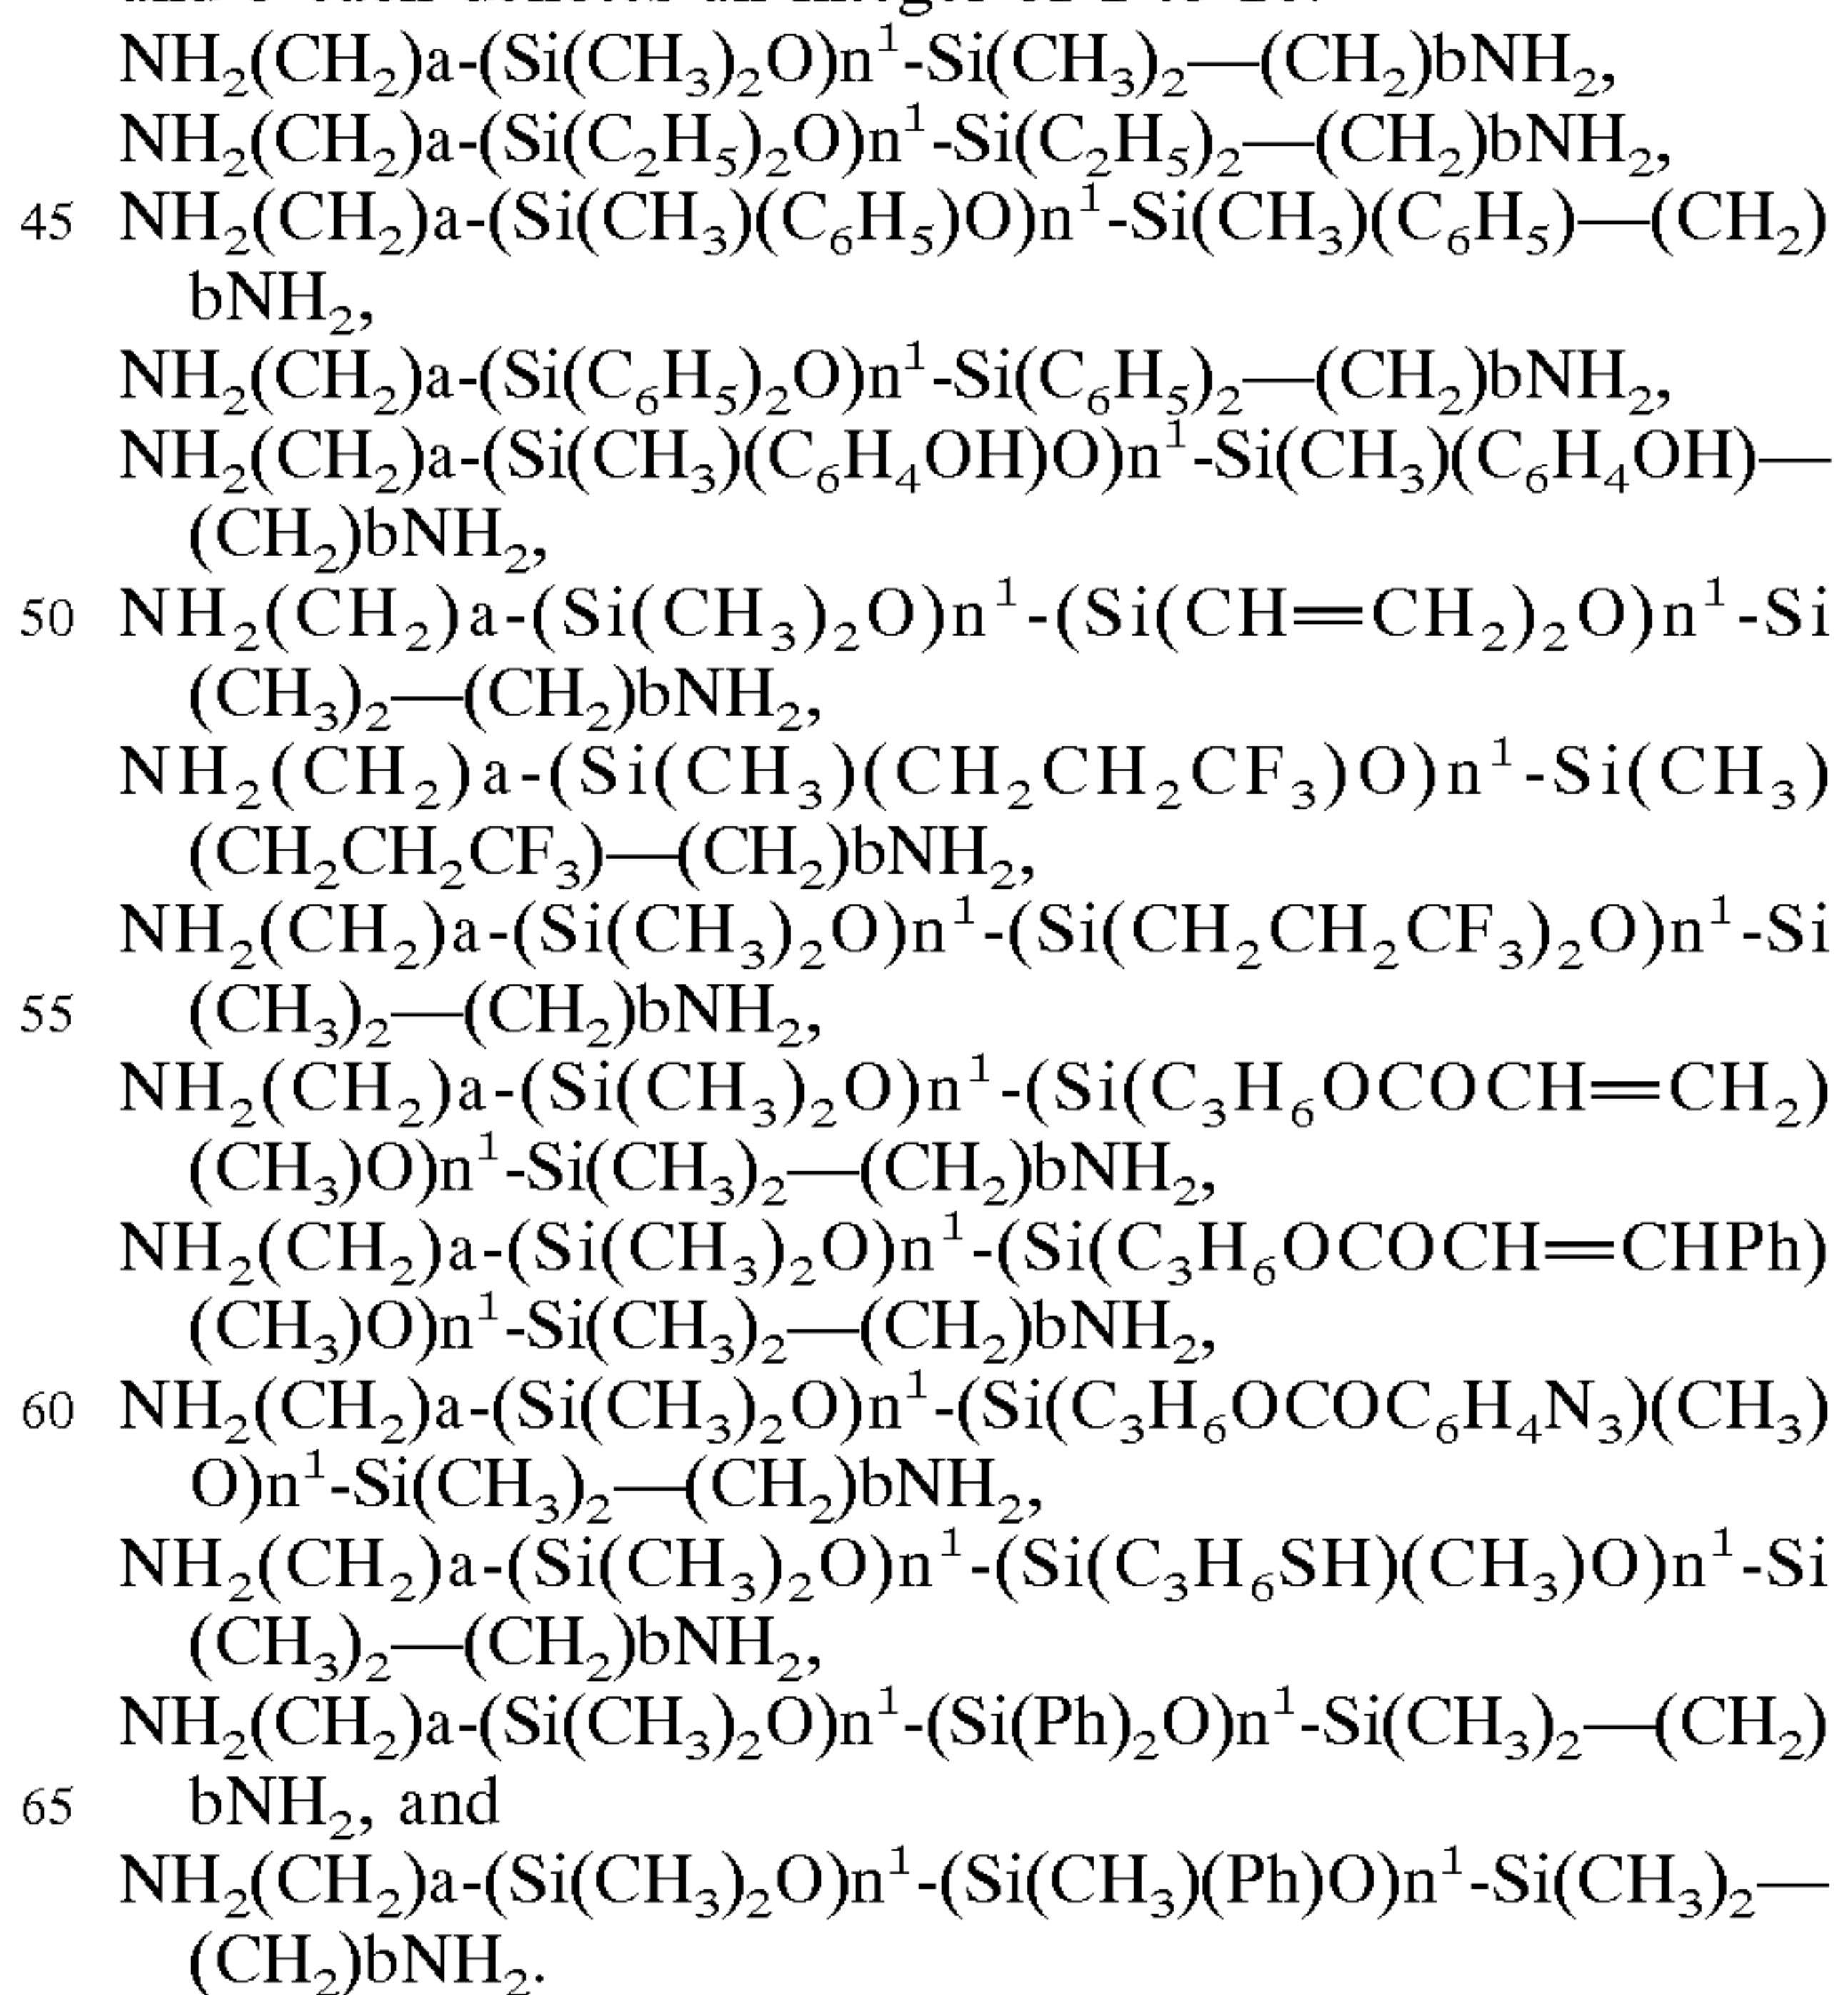 NH₂(CH₂)a-(Si(CH₃)₂O)n¹-Si(CH₃)₂—(CH₂)bNH₂,
NH₂(CH₂)a-(Si(C₂H₅)₂O)n¹-Si(C₂H₅)₂—(CH₂)bNH₂,
45 NH₂(CH₂)a-(Si(CH₃)(C₆H₅)O)n¹-Si(CH₃)(C₆H₅)—(CH₂)
bNH₂,
NH₂(CH₂)a-(Si(C₆H₅)₂O)n¹-Si(C₆H₅)₂—(CH₂)bNH₂,
NH₂(CH₂)a-(Si(CH₃)(C₆H₄OH)O)n¹-Si(CH₃)(C₆H₄OH)—
(CH₂)bNH₂,
50 NH₂(CH₂)a-(Si(CH₃)₂O)n¹-(Si(CH=CH₂)₂O)n¹-Si
(CH₃)₂—(CH₂)bNH₂,
NH₂(CH₂)a-(Si(CH₃)(CH₂CH₂CF₃)O)n¹-Si(CH₃)
(CH₂CH₂CF₃)—(CH₂)bNH₂,
NH₂(CH₂)a-(Si(CH₃)₂O)n¹-(Si(CH₂CH₂CF₃)₂O)n¹-Si
55 (CH₃)₂—(CH₂)bNH₂,
NH₂(CH₂)a-(Si(CH₃)₂O)n¹-(Si(C₃H₆OCOCH=CH₂)
(CH₃)O)n¹-Si(CH₃)₂—(CH₂)bNH₂,
NH₂(CH₂)a-(Si(CH₃)₂O)n¹-(Si(C₃H₆OCOCH=CHPh)
(CH₃)O)n¹-Si(CH₃)₂—(CH₂)bNH₂,
60 NH₂(CH₂)a-(Si(CH₃)₂O)n¹-(Si(C₃H₆OCOC₆H₄N₃)(CH₃)
O)n¹-Si(CH₃)₂—(CH₂)bNH₂,
NH₂(CH₂)a-(Si(CH₃)₂O)n¹-(Si(C₃H₆SH)(CH₃)O)n¹-Si
(CH₃)₂—(CH₂)bNH₂,
NH₂(CH₂)a-(Si(CH₃)₂O)n¹-(Si(Ph)₂O)n¹-Si(CH₃)₂—(CH₂)
65 bNH₂, and
NH₂(CH₂)a-(Si(CH₃)₂O)n¹-(Si(CH₃)(Ph)O)n¹-Si(CH₃)₂—
(CH₂)bNH₂.